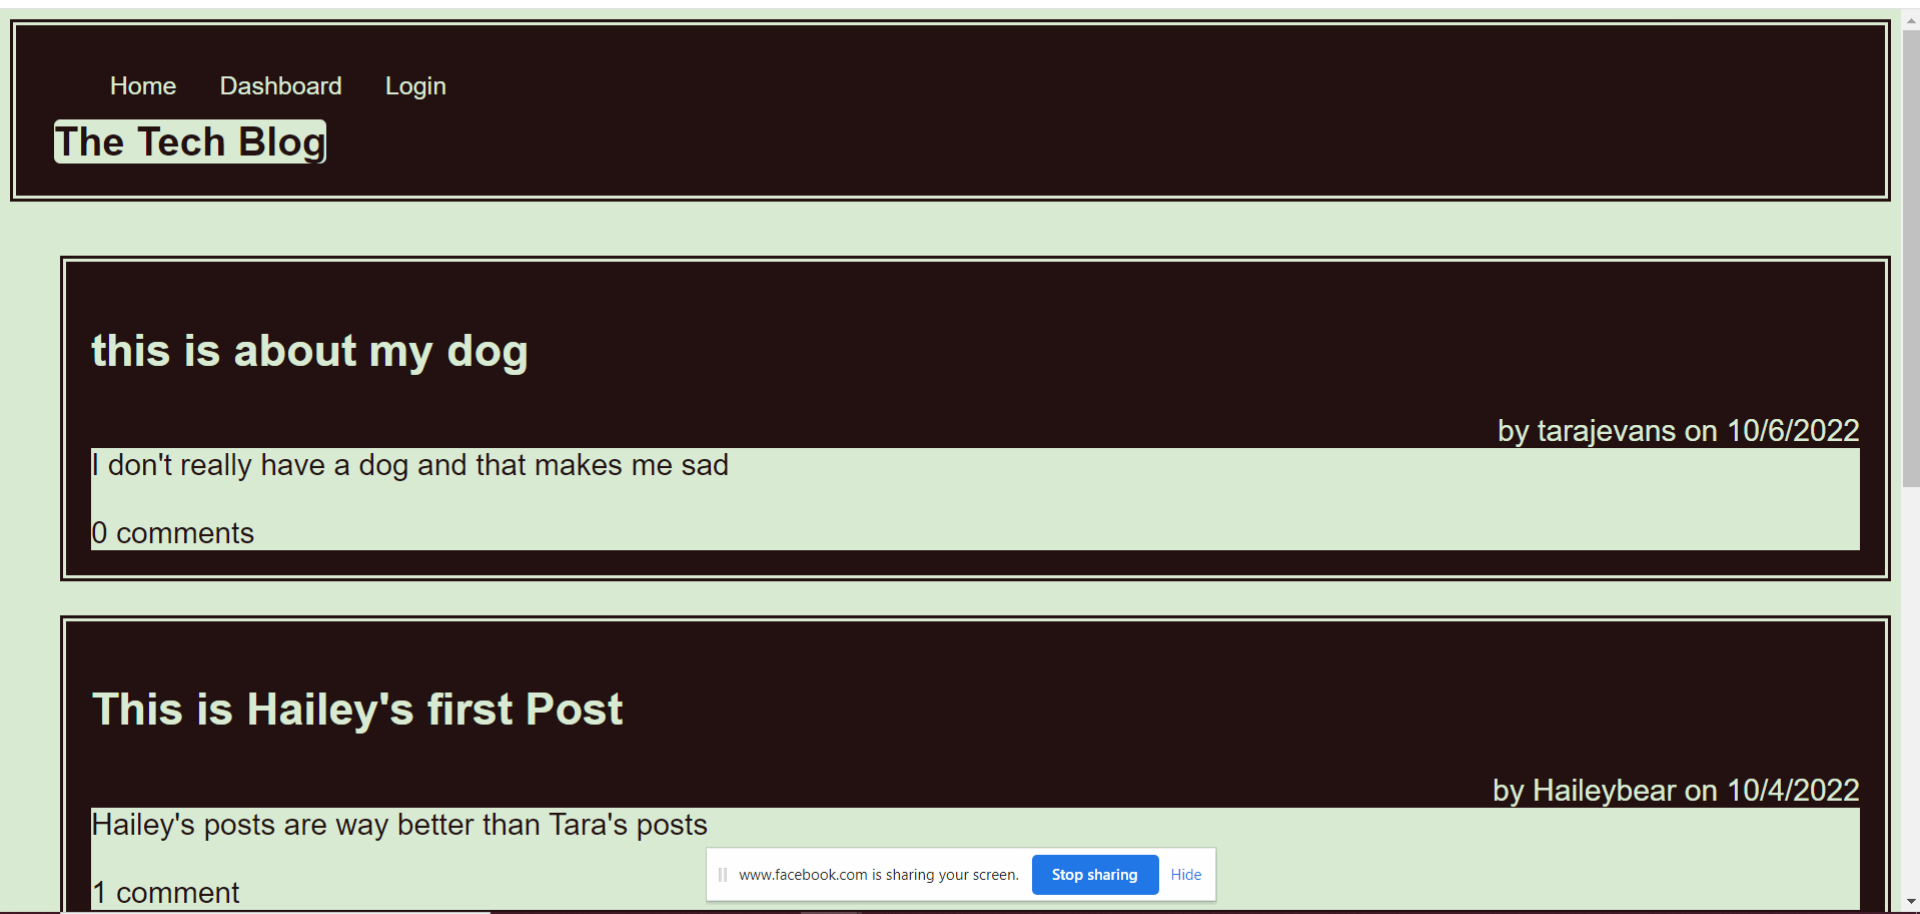 Home Dashboard Login
The Tech Blog
this is about my dog
by tarajevans on 10/6/2022
I don't really have a dog and that makes me sad
0 comments
This is Hailey's first Post
by Haileybear on 10/4/2022
Hailey's posts are way better than Tara's posts
1 comment
www.facebook.com is sharing your screen. Stop sharing Hide